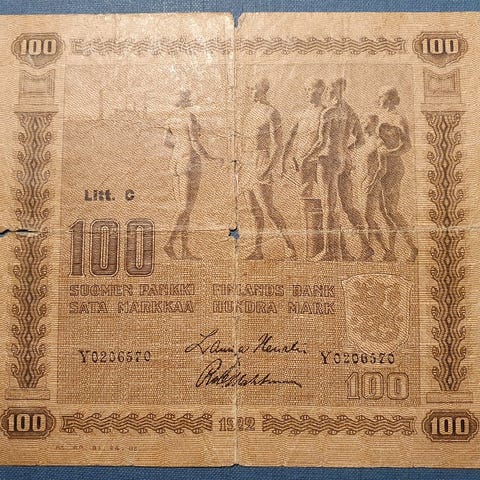 100 100
Litt. C
100
SUOMEN PANKKI FINLANDS BANK
SATA MARKKAA HUNDRA MARK
Y0206570 Y0206570
100
100 1922 100